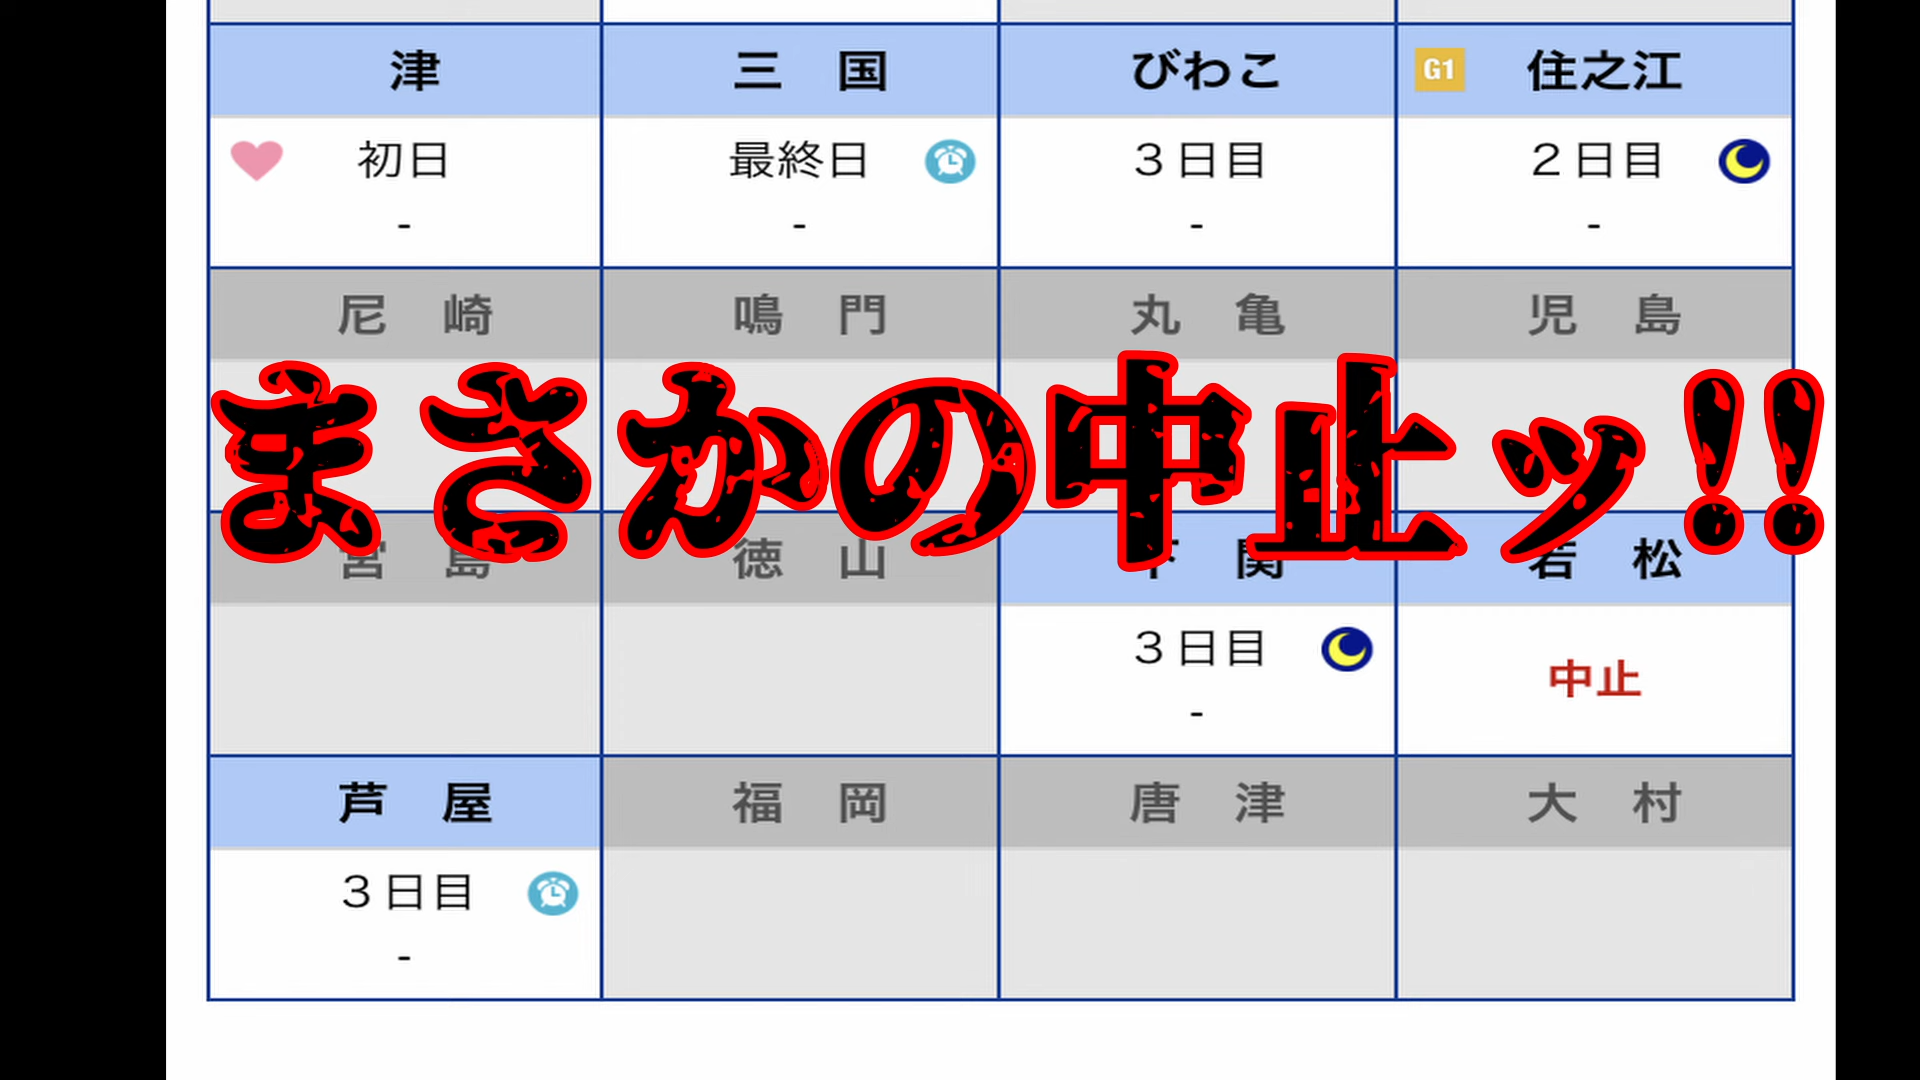 津 三 国 びわこ G1 住之江
初日 最終日 3日目 2日目
- - - -
尼 崎 鳴 門 丸 亀 児 島
まさかの中止ッ!!
宮 島 徳 山 下 関 若 松
3日目
-
中止
芦 屋 福 岡 唐 津 大 村
3日目
-